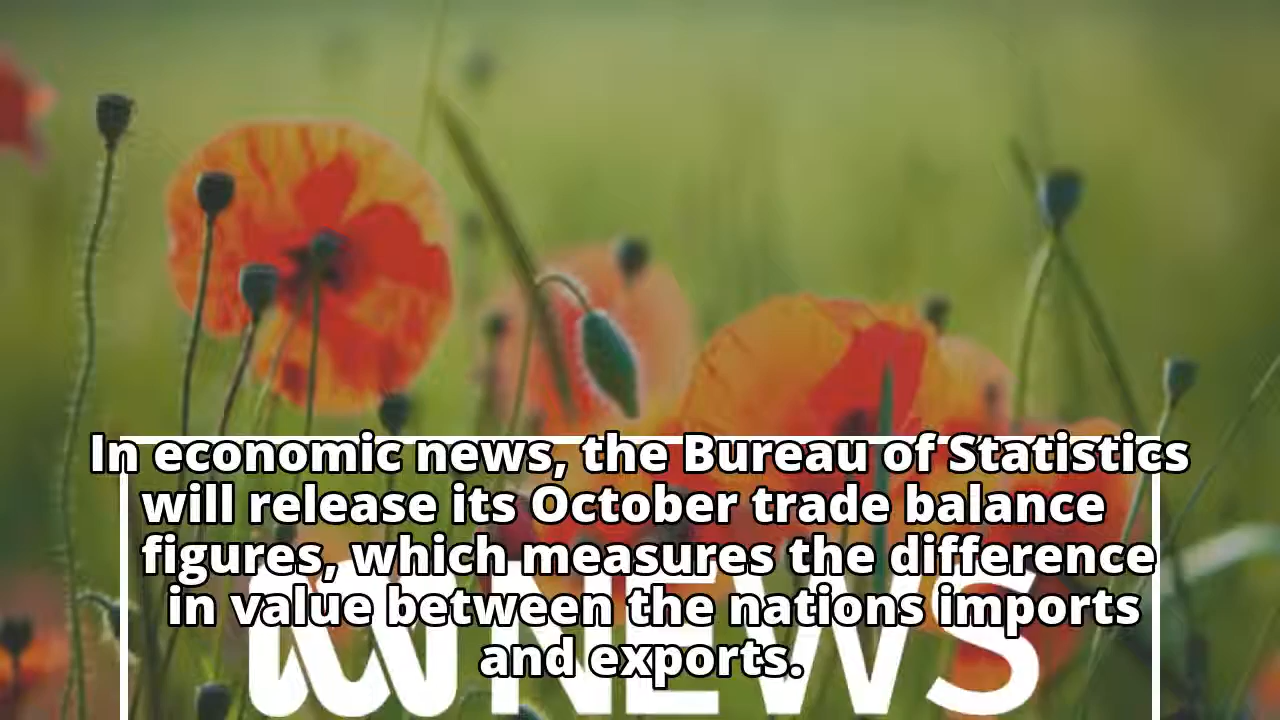 In economic news, the Bureau of Statistics
will release its October trade balance
figures, which measures the difference
in value between the nations imports
and exports.
NEWS